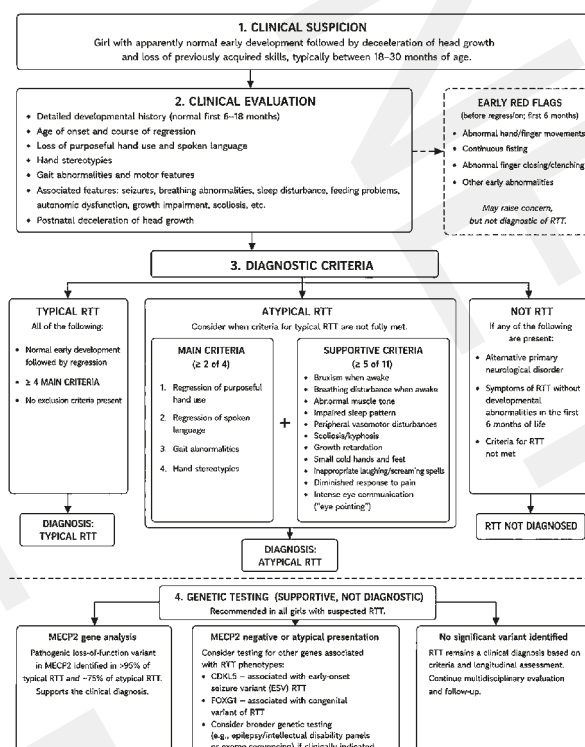 1. CLINICAL SUSPICION
Girl with apparently normal early development followed by deceleration of head growth
and loss of previously acquired skills, typically between 18–30 months of age.
2. CLINICAL EVALUATION
• Detailed developmental history (normal first 6–18 months)
• Age of onset and course of regression
• Loss of purposeful hand use and spoken language
• Hand stereotypies
• Gait abnormalities and motor features
• Associated features: seizures, breathing abnormalities, sleep disturbance, feeding problems,
autonomic dysfunction, growth impairment, scoliosis, etc.
• Postnatal deceleration of head growth
EARLY RED FLAGS
(before regression; first 6 months)
• Abnormal hand/finger movements
• Continuous fisting
• Abnormal finger closing/clenching
• Other early abnormalities
May raise concern,
but not diagnostic of RTT.
3. DIAGNOSTIC CRITERIA
TYPICAL RTT
All of the following:
• Normal early development
followed by regression
• ≥ 4 MAIN CRITERIA
• No exclusion criteria present
DIAGNOSIS:
TYPICAL RTT
ATYPICAL RTT
Consider when criteria for typical RTT are not fully met.
MAIN CRITERIA
(≥ 2 of 4)
1. Regression of purposeful
hand use
2. Regression of spoken
language
3. Gait abnormalities
4. Hand stereotypies
+
SUPPORTIVE CRITERIA
(≥ 5 of 11)
• Bruxism when awake
• Breathing disturbance when awake
• Abnormal muscle tone
• Impaired sleep pattern
• Peripheral vasomotor disturbances
• Scoliosis/kyphosis
• Growth retardation
• Small cold hands and feet
• Inappropriate laughing/screaming spells
• Diminished response to pain
• Intense eye communication
("eye pointing")
DIAGNOSIS:
ATYPICAL RTT
NOT RTT
If any of the following
are present:
• Alternative primary
neurological disorder
• Symptoms of RTT without
developmental
abnormalities in the first
6 months of life
• Criteria for RTT
not met
RTT NOT DIAGNOSED
4. GENETIC TESTING (SUPPORTIVE, NOT DIAGNOSTIC)
Recommended in all girls with suspected RTT.
MECP2 gene analysis
Pathogenic loss-of-function variant
in MECP2 identified in >95% of
typical RTT and ~75% of atypical RTT.
Supports the clinical diagnosis.
MECP2 negative or atypical presentation
Consider testing for other genes associated
with RTT phenotypes:
• CDKL5 – associated with early-onset
seizure variant (ESV) RTT
• FOXG1 – associated with congenital
variant of RTT
• Consider broader genetic testing
(e.g., epilepsy/intellectual disability panels
or exome sequencing) if clinically indicated
No significant variant identified
RTT remains a clinical diagnosis based on
criteria and longitudinal assessment.
Continue multidisciplinary evaluation
and follow-up.